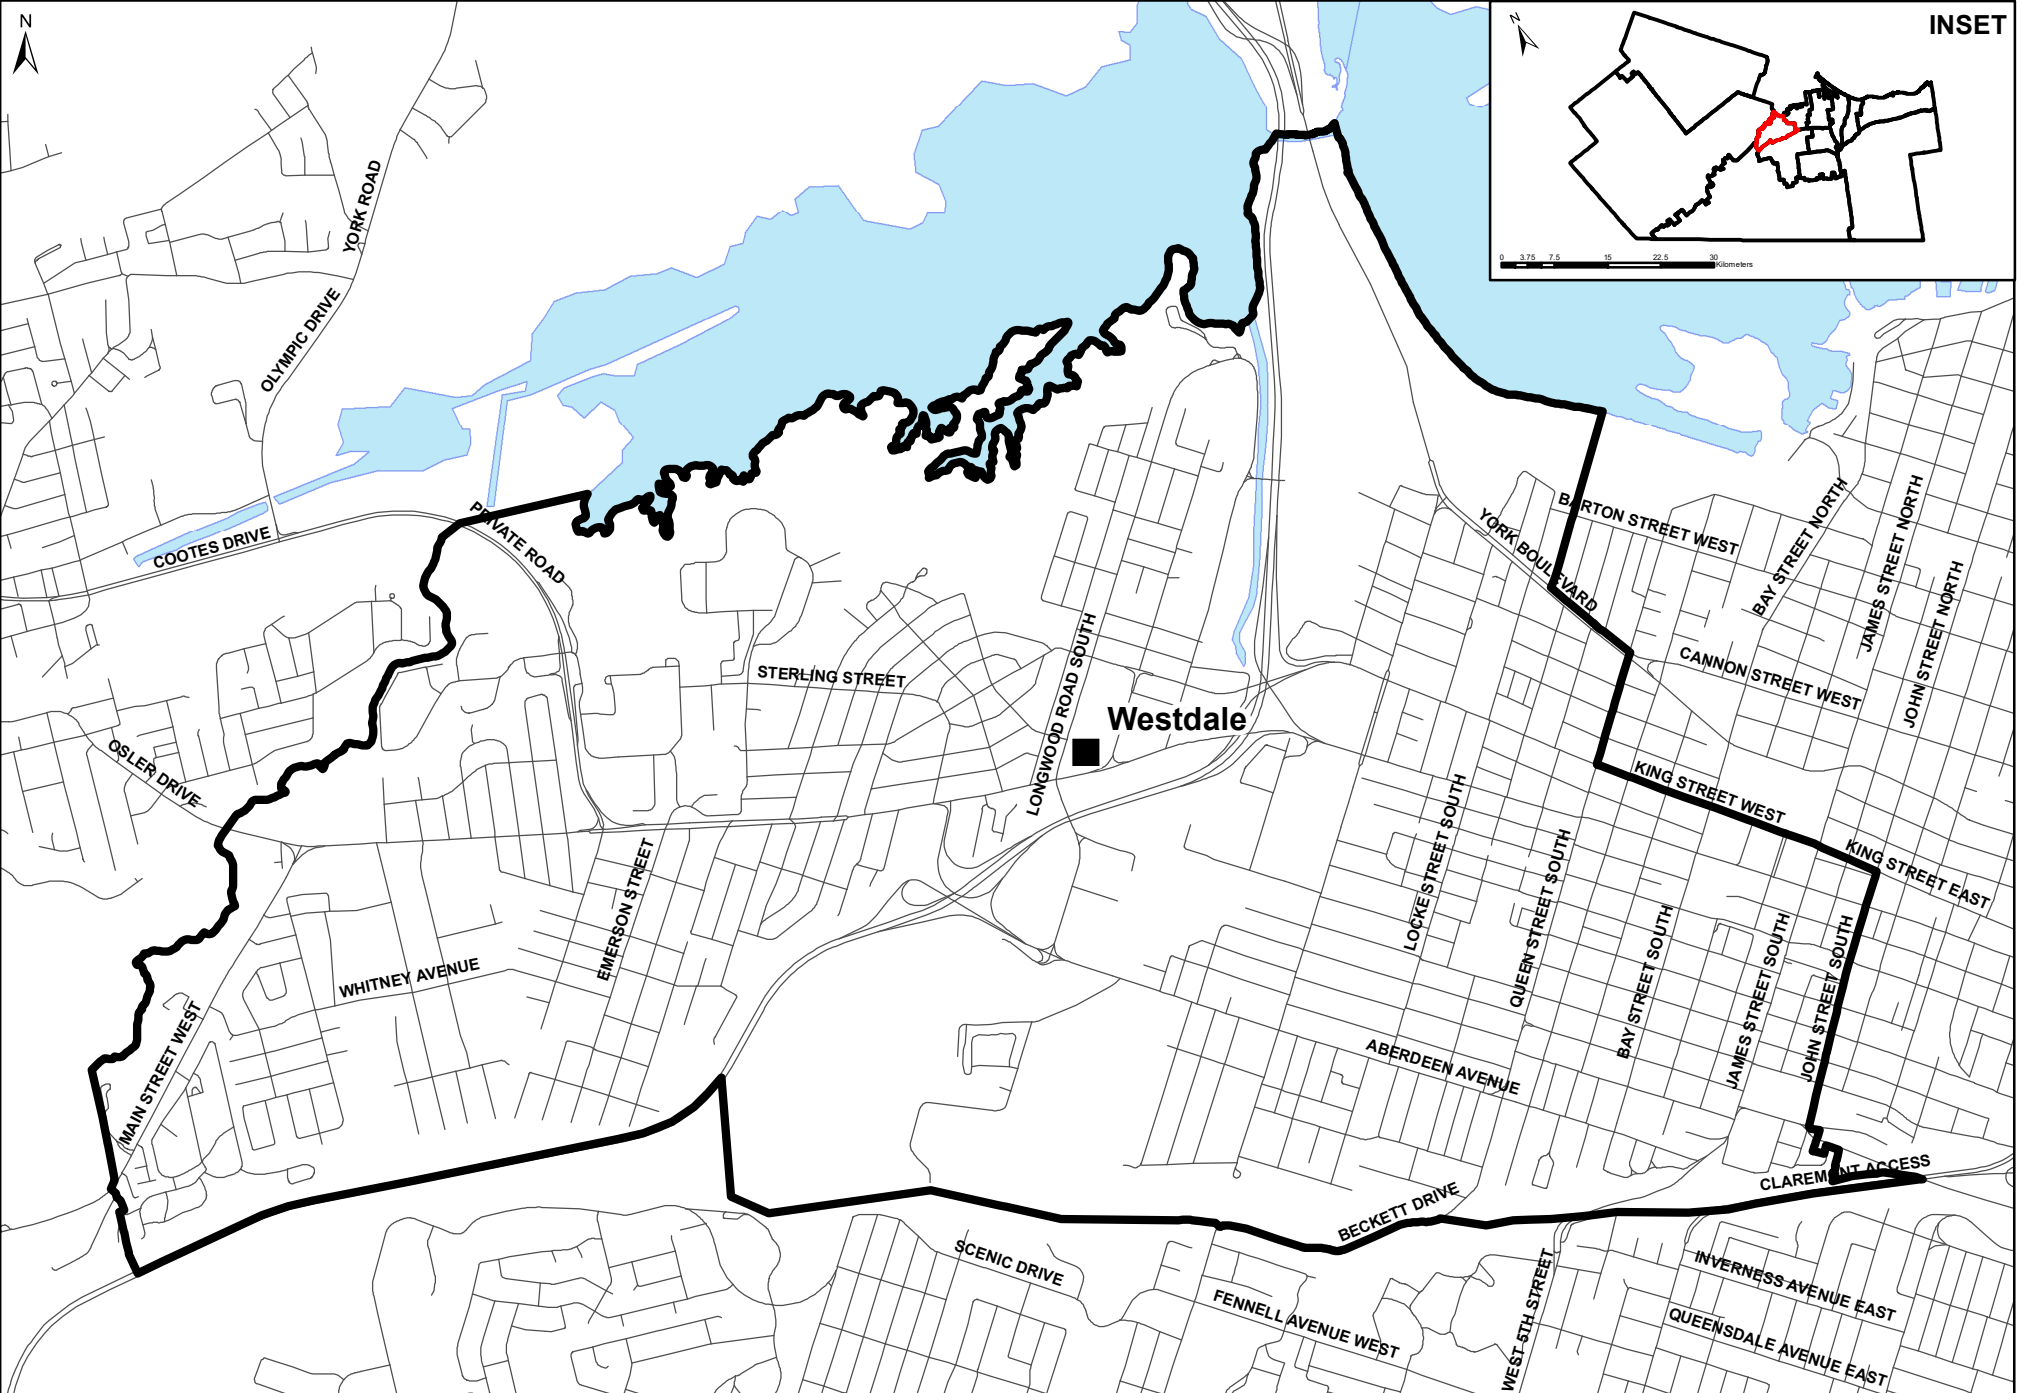 N
N
INSET
0 3.75 7.5 15 22.5 30
Kilometers
YORK ROAD
OLYMPIC DRIVE
COOTES DRIVE
PRIVATE ROAD
BARTON STREET WEST
YORK BOULEVARD
BAY STREET NORTH
JAMES STREET NORTH
JOHN STREET NORTH
CANNON STREET WEST
STERLING STREET
LONGWOOD ROAD SOUTH
Westdale
OSLER DRIVE
KING STREET WEST
KING STREET EAST
EMERSON STREET
LOCKE STREET SOUTH
QUEEN STREET SOUTH
BAY STREET SOUTH
JAMES STREET SOUTH
JOHN STREET SOUTH
WHITNEY AVENUE
MAIN STREET WEST
ABERDEEN AVENUE
CLAREMONT ACCESS
BECKETT DRIVE
SCENIC DRIVE
FENNELL AVENUE WEST
WEST 5TH STREET
INVERNESS AVENUE EAST
QUEENSDALE AVENUE EAST